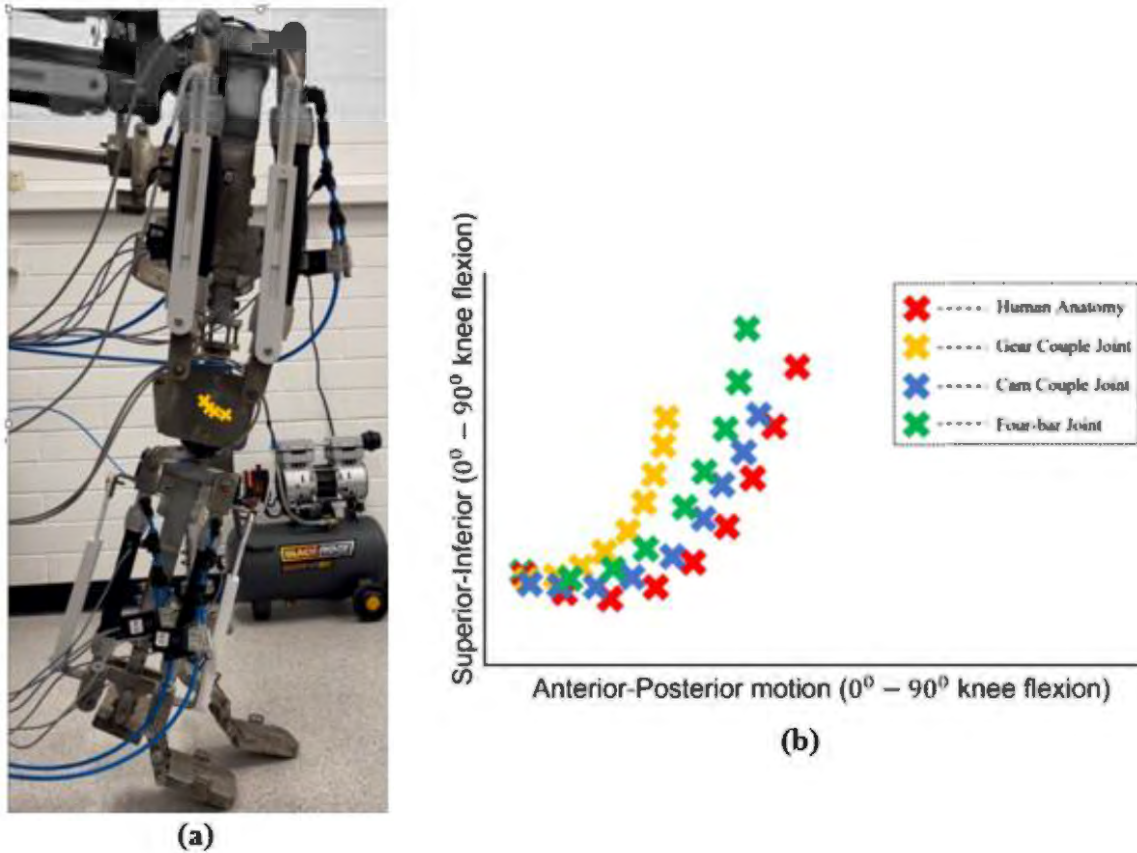 Superior-Inferior (0⁰ – 90⁰ knee flexion)
Human Anatomy
Gear Couple Joint
Cam Couple Joint
Four-bar Joint
Anterior-Posterior motion (0⁰ – 90⁰ knee flexion)
(b)
(a)